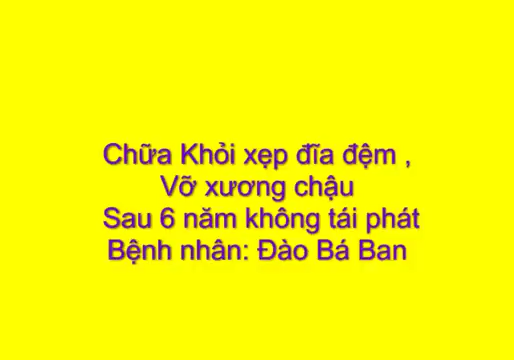 Chữa Khỏi xẹp đĩa đệm ,
Vỡ xương chậu
Sau 6 năm không tái phát
Bệnh nhân: Đào Bá Ban